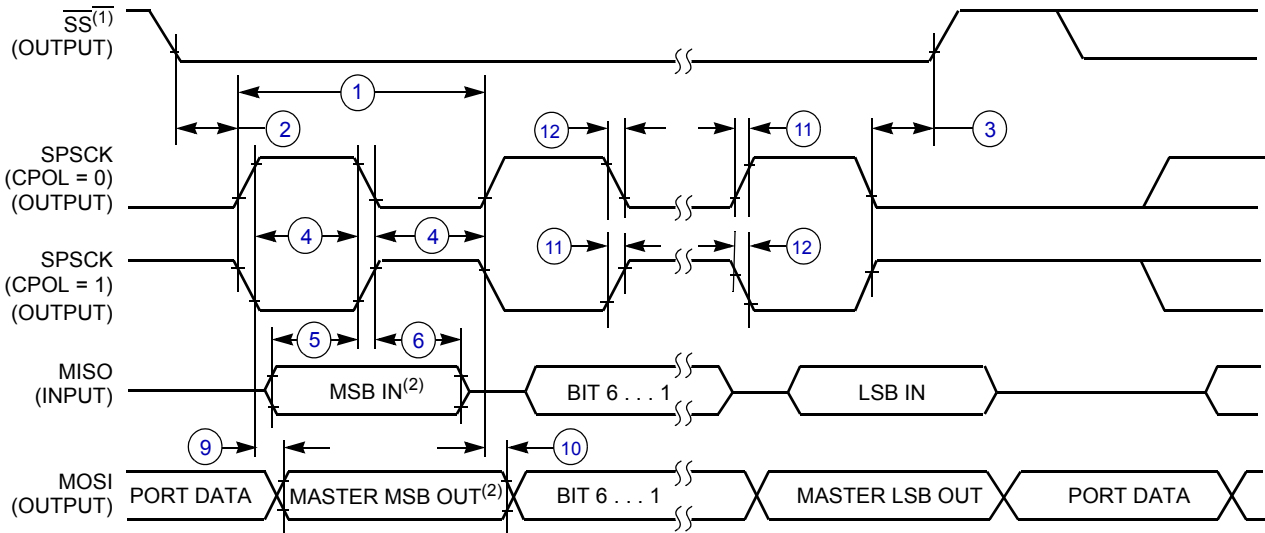 SS(1)
(OUTPUT)
1
2
12
11
3
SPSCK
(CPOL = 0)
(OUTPUT)
4
4
11
12
SPSCK
(CPOL = 1)
(OUTPUT)
5
6
MISO
(INPUT)
MSB IN(2)
BIT 6 . . . 1
LSB IN
9
10
MOSI
(OUTPUT)
PORT DATA
MASTER MSB OUT(2)
BIT 6 . . . 1
MASTER LSB OUT
PORT DATA